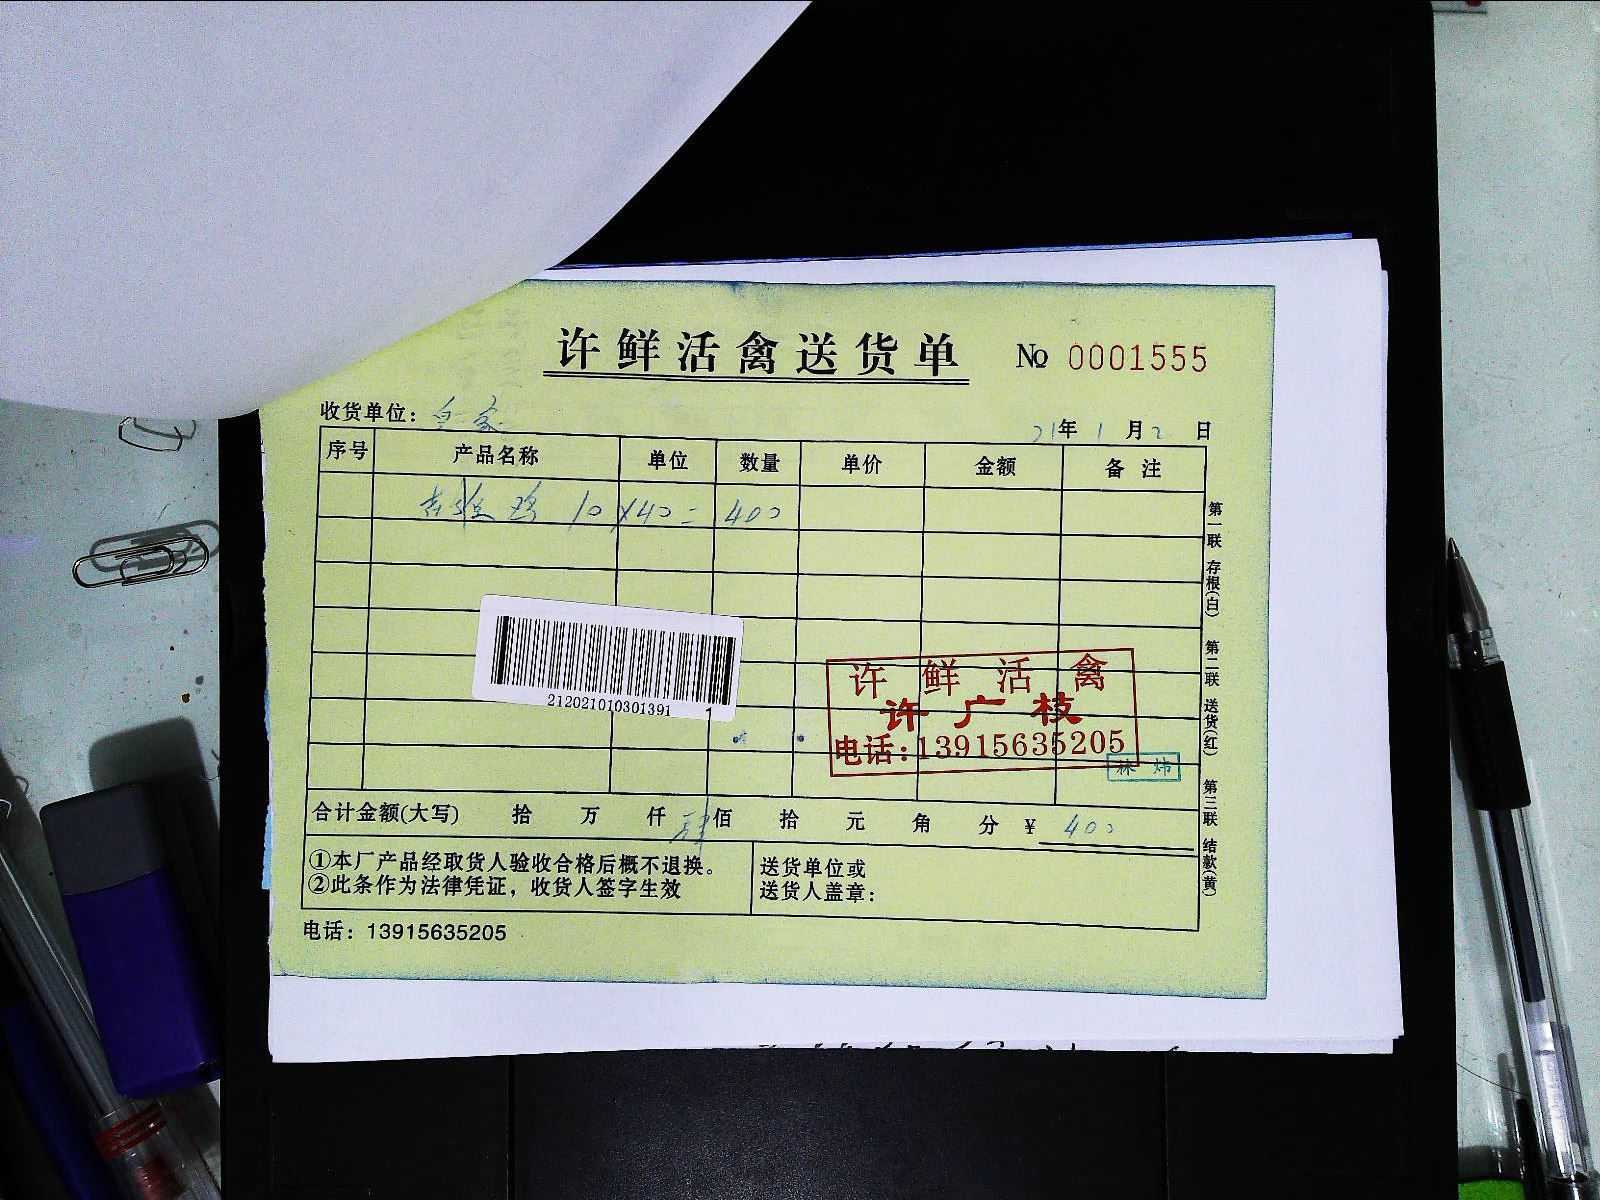 许鲜活禽送货单 № 0001555
收货单位：皇家
21年1月2日
序号 产品名称 单位 数量 单价 金额 备注
鸡 10×40=400
212021010301391 1
许鲜活禽
许广枝
电话:13915635205
林炜
合计金额(大写) 拾 万 仟 肆佰 拾 元 角 分 ¥ 400
①本厂产品经取货人验收合格后概不退换。
②此条作为法律凭证，收货人签字生效
送货单位或
送货人盖章：
电话：13915635205
第一联 存根(白) 第二联 送货(红) 第三联 结款(黄)